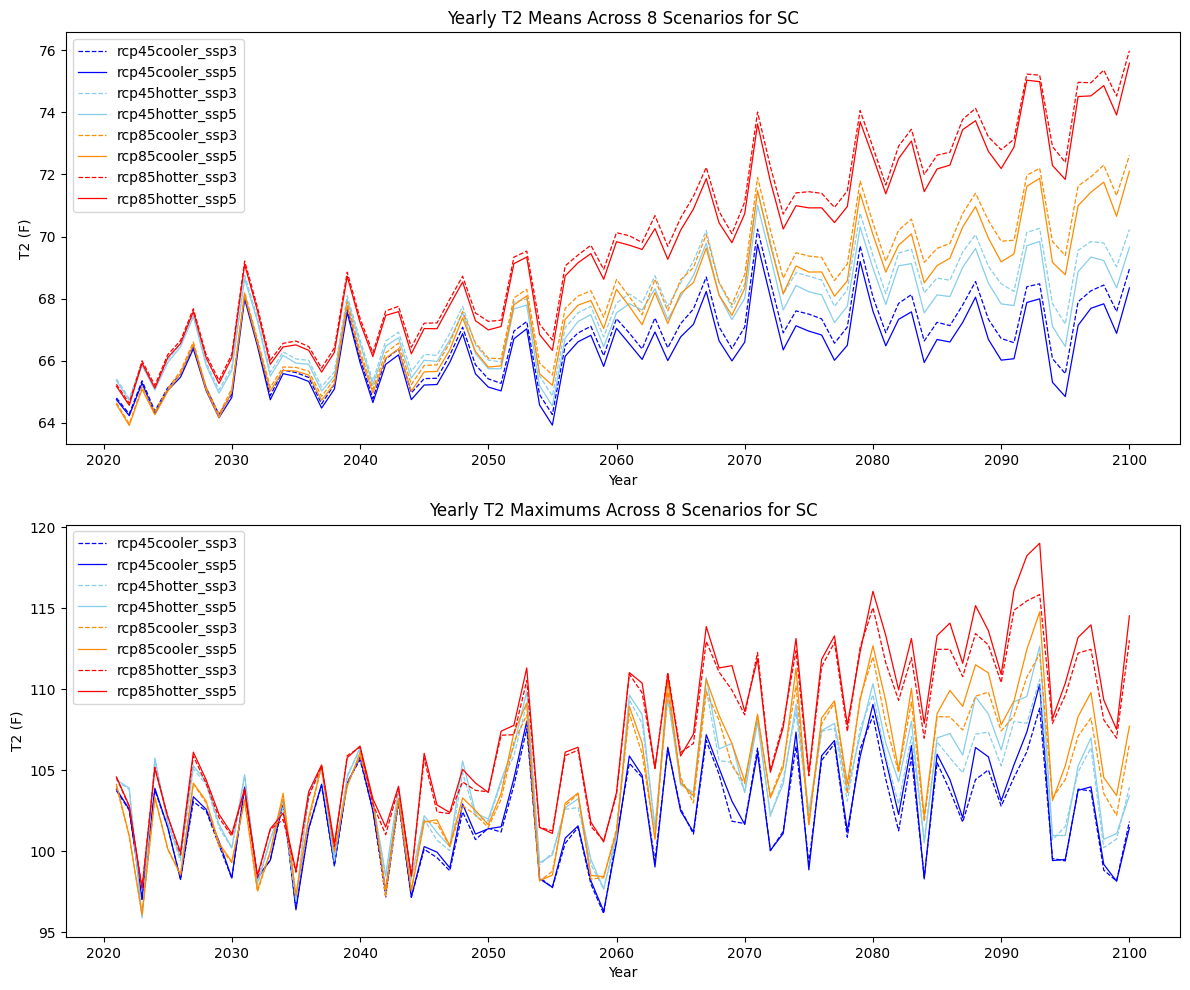 Yearly T2 Means Across 8 Scenarios for SC
76
74
72
70
68
66
64
T2 (F)
rcp45cooler_ssp3
rcp45cooler_ssp5
rcp45hotter_ssp3
rcp45hotter_ssp5
rcp85cooler_ssp3
rcp85cooler_ssp5
rcp85hotter_ssp3
rcp85hotter_ssp5
2020 2030 2040 2050 2060 2070 2080 2090 2100
Year
Yearly T2 Maximums Across 8 Scenarios for SC
120
115
110
105
100
95
T2 (F)
rcp45cooler_ssp3
rcp45cooler_ssp5
rcp45hotter_ssp3
rcp45hotter_ssp5
rcp85cooler_ssp3
rcp85cooler_ssp5
rcp85hotter_ssp3
rcp85hotter_ssp5
2020 2030 2040 2050 2060 2070 2080 2090 2100
Year